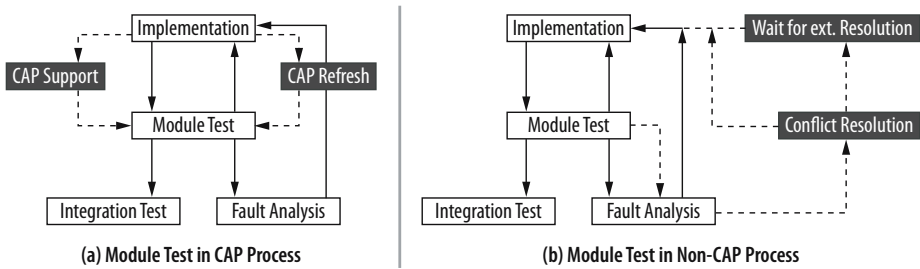 Implementation
CAP Support
CAP Refresh
Module Test
Integration Test
Fault Analysis
(a) Module Test in CAP Process
Implementation
Wait for ext. Resolution
Module Test
Conflict Resolution
Integration Test
Fault Analysis
(b) Module Test in Non-CAP Process